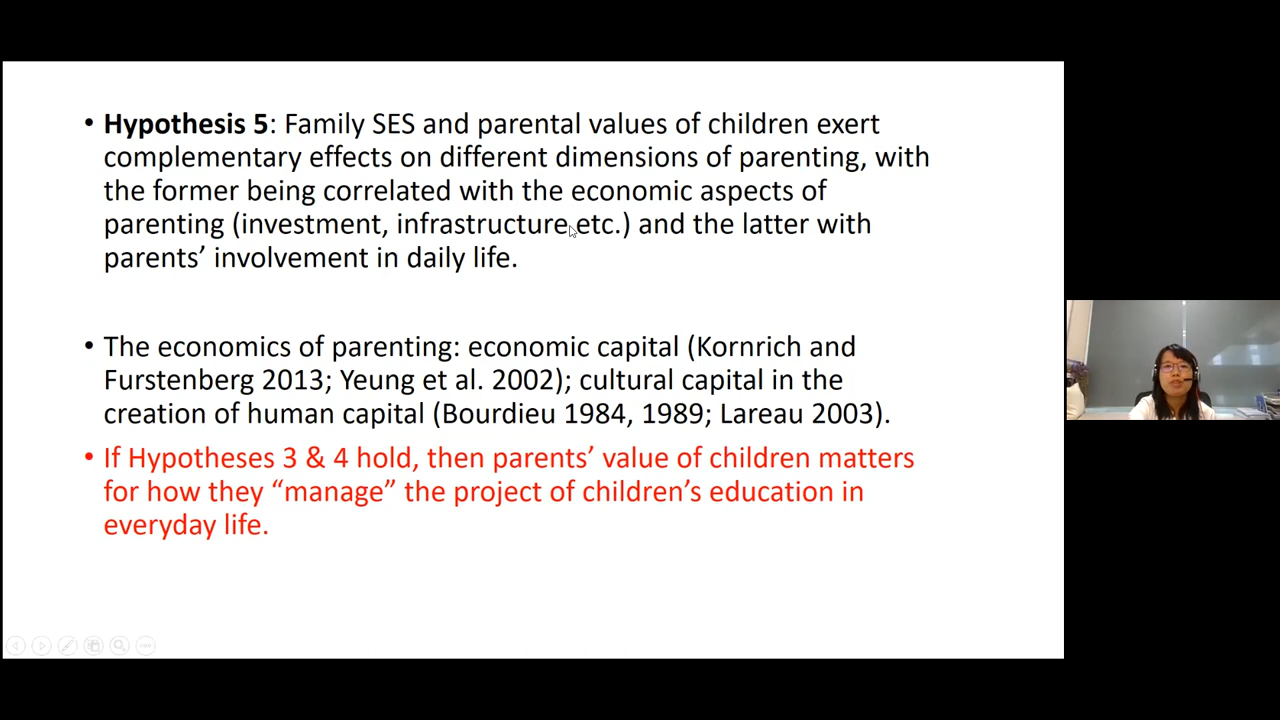 • Hypothesis 5: Family SES and parental values of children exert
complementary effects on different dimensions of parenting, with
the former being correlated with the economic aspects of
parenting (investment, infrastructure etc.) and the latter with
parents’ involvement in daily life.
• The economics of parenting: economic capital (Kornrich and
Furstenberg 2013; Yeung et al. 2002); cultural capital in the
creation of human capital (Bourdieu 1984, 1989; Lareau 2003).
• If Hypotheses 3 & 4 hold, then parents’ value of children matters
for how they “manage” the project of children’s education in
everyday life.